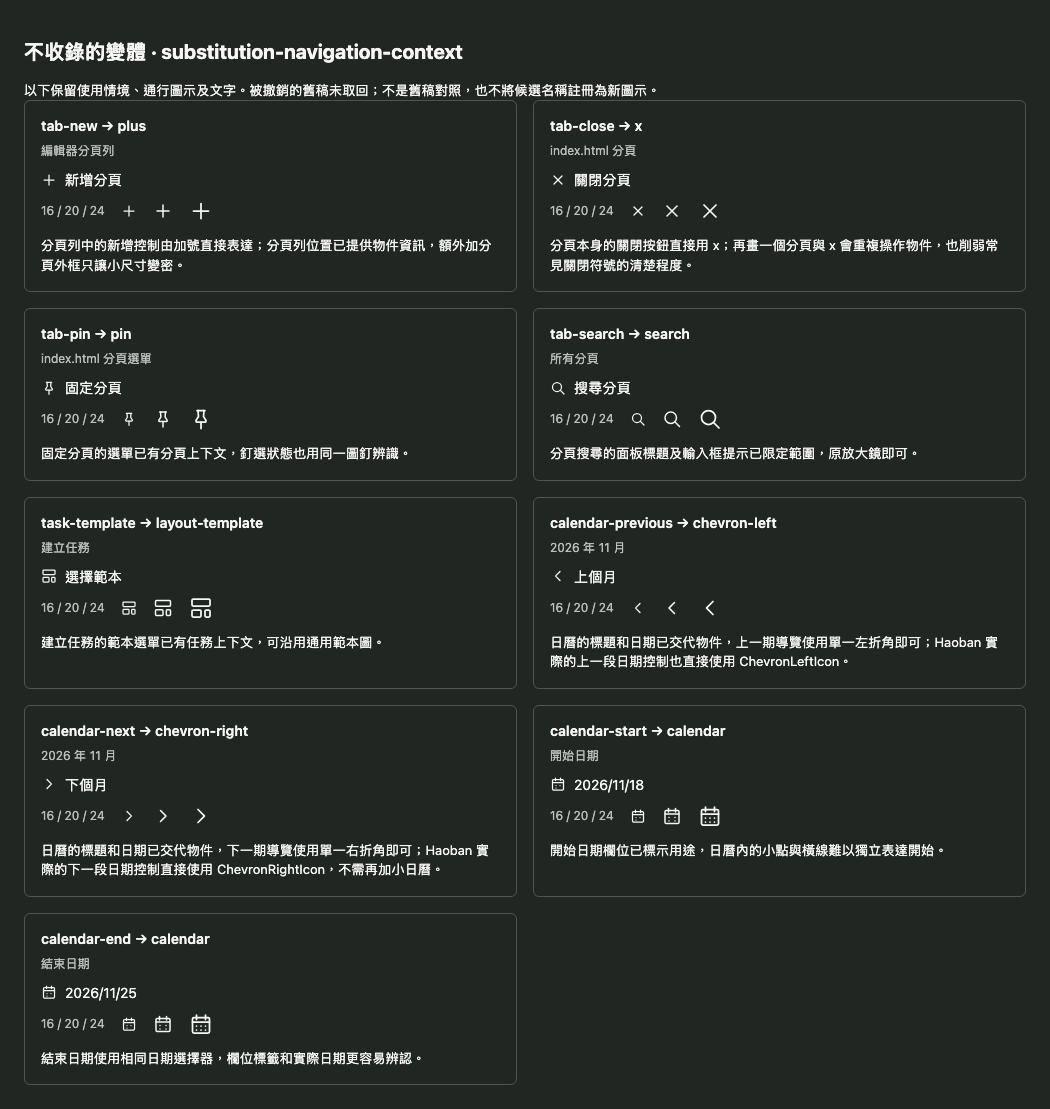 不收錄的變體 · substitution-navigation-context
以下保留使用情境、通行圖示及文字。被撤銷的舊稿未取回；不是舊稿對照，也不將候選名稱註冊為新圖示。
tab-new → plus
編輯器分頁列
新增分頁
16 / 20 / 24
分頁列中的新增控制由加號直接表達；分頁列位置已提供物件資訊，額外加分
頁外框只讓小尺寸變密。
tab-close → x
index.html 分頁
關閉分頁
16 / 20 / 24
分頁本身的關閉按鈕直接用 x；再畫一個分頁與 x 會重複操作物件，也削弱常
見關閉符號的清楚程度。
tab-pin → pin
index.html 分頁選單
固定分頁
16 / 20 / 24
固定分頁的選單已有分頁上下文，釘選狀態也用同一圖釘辨識。
tab-search → search
所有分頁
搜尋分頁
16 / 20 / 24
分頁搜尋的面板標題及輸入框提示已限定範圍，原放大鏡即可。
task-template → layout-template
建立任務
選擇範本
16 / 20 / 24
建立任務的範本選單已有任務上下文，可沿用通用範本圖。
calendar-previous → chevron-left
2026 年 11 月
上個月
16 / 20 / 24
日曆的標題和日期已交代物件，上一期導覽使用單一左折角即可；Haoban 實
際的上一段日期控制也直接使用 ChevronLeftIcon。
calendar-next → chevron-right
2026 年 11 月
下個月
16 / 20 / 24
日曆的標題和日期已交代物件，下一期導覽使用單一右折角即可；Haoban 實
際的下一段日期控制直接使用 ChevronRightIcon，不需再加小日曆。
calendar-start → calendar
開始日期
2026/11/18
16 / 20 / 24
開始日期欄位已標示用途，日曆內的小點與橫線難以獨立表達開始。
calendar-end → calendar
結束日期
2026/11/25
16 / 20 / 24
結束日期使用相同日期選擇器，欄位標籤和實際日期更容易辨認。